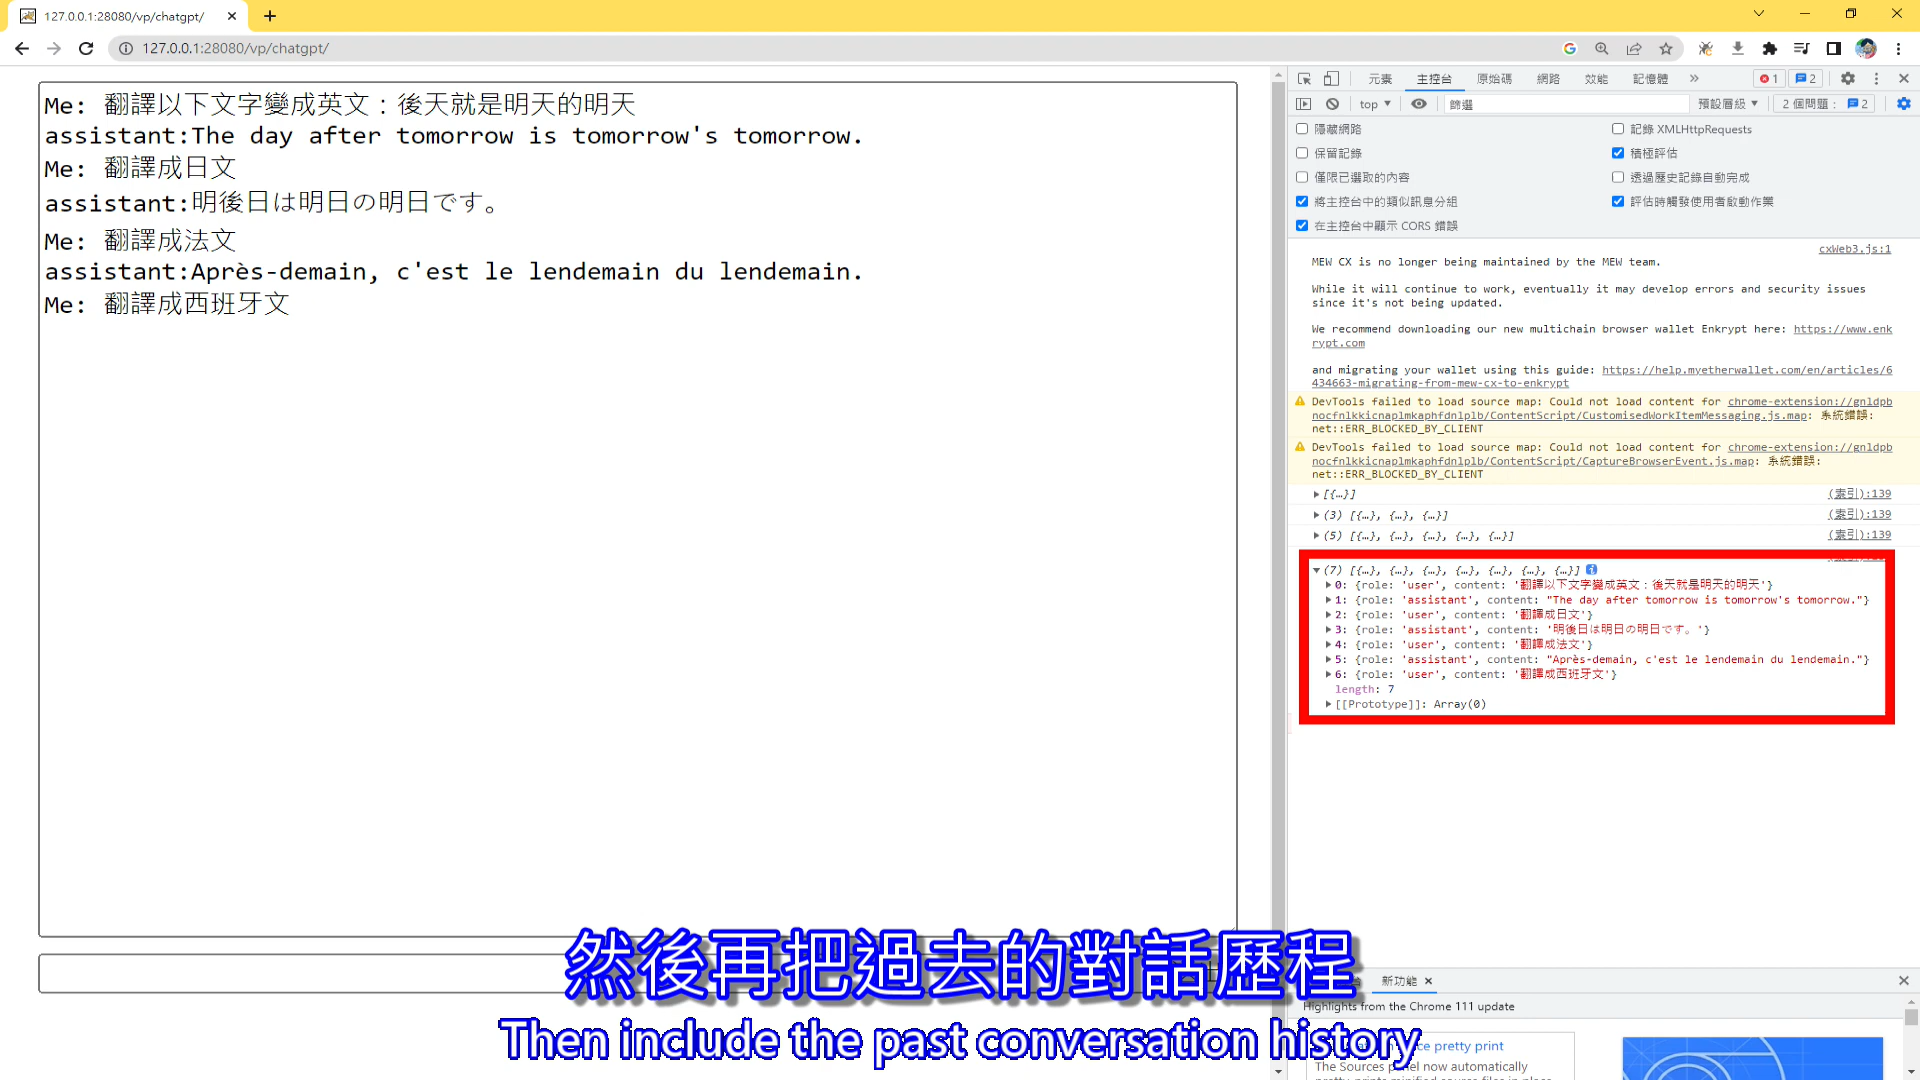 127.0.0.1:28080/vp/chatgpt/
127.0.0.1:28080/vp/chatgpt/
Me: 翻譯以下文字變成英文：後天就是明天的明天
assistant:The day after tomorrow is tomorrow's tomorrow.
Me: 翻譯成日文
assistant:明後日は明日の明日です。
Me: 翻譯成法文
assistant:Après-demain, c'est le lendemain du lendemain.
Me: 翻譯成西班牙文
元素 主控台 原始碼 網路 效能 記憶體 » 1 2
top ▼ 篩選 預設層級 ▼ 2 個問題： 2
隱藏網路 記錄 XMLHttpRequests
保留記錄 積極評估
僅限已選取的內容 透過歷史記錄自動完成
將主控台中的類似訊息分組 評估時觸發使用者啟動作業
在主控台中顯示 CORS 錯誤
cxWeb3.js:1
MEW CX is no longer being maintained by the MEW team.
While it will continue to work, eventually it may develop errors and security issues
since it's not being updated.
We recommend downloading our new multichain browser wallet Enkrypt here: https://www.enk
rypt.com
and migrating your wallet using this guide: https://help.myetherwallet.com/en/articles/6
434663-migrating-from-mew-cx-to-enkrypt
DevTools failed to load source map: Could not load content for chrome-extension://gnldpb
nocfnlkkicnaplmkaphfdnlplb/ContentScript/CustomisedWorkItemMessaging.js.map: 系統錯誤:
net::ERR_BLOCKED_BY_CLIENT
DevTools failed to load source map: Could not load content for chrome-extension://gnldpb
nocfnlkkicnaplmkaphfdnlplb/ContentScript/CaptureBrowserEvent.js.map: 系統錯誤:
net::ERR_BLOCKED_BY_CLIENT
▶ [{…}] (索引):139
▶ (3) [{…}, {…}, {…}] (索引):139
▶ (5) [{…}, {…}, {…}, {…}, {…}] (索引):139
▼ (7) [{…}, {…}, {…}, {…}, {…}, {…}, {…}] i
▶ 0: {role: 'user', content: '翻譯以下文字變成英文：後天就是明天的明天'}
▶ 1: {role: 'assistant', content: "The day after tomorrow is tomorrow's tomorrow."}
▶ 2: {role: 'user', content: '翻譯成日文'}
▶ 3: {role: 'assistant', content: '明後日は明日の明日です。'}
▶ 4: {role: 'user', content: '翻譯成法文'}
▶ 5: {role: 'assistant', content: "Après-demain, c'est le lendemain du lendemain."}
▶ 6: {role: 'user', content: '翻譯成西班牙文'}
length: 7
▶ [[Prototype]]: Array(0)
新功能 ×
Highlights from the Chrome 111 update
pretty print
The Sources panel now automatically
然後再把過去的對話歷程
Then include the past conversation history